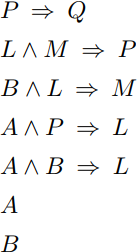 P ⇒ Q
L ∧ M ⇒ P
B ∧ L ⇒ M
A ∧ P ⇒ L
A ∧ B ⇒ L
A
B